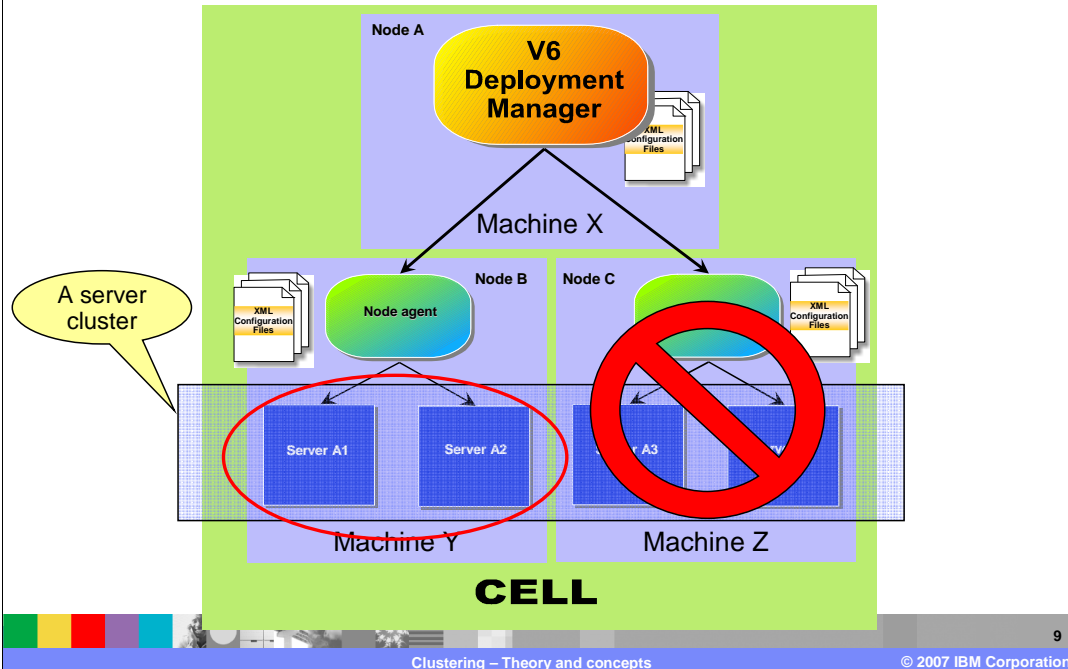 Node A
V6
Deployment
Manager
XML
Configuration
Files
Machine X
A server
cluster
XML
Configuration
Files
Node B
Node agent
Node C
XML
Configuration
Files
Server A1
Server A2
A3
Machine Y
Machine Z
CELL
9
Clustering – Theory and concepts
© 2007 IBM Corporation